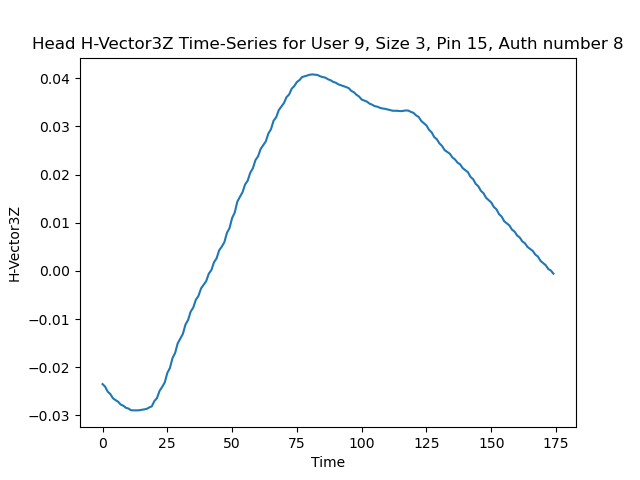 Head H-Vector3Z Time-Series for User 9, Size 3, Pin 15, Auth number 8
H-Vector3Z
0.04
0.03
0.02
0.01
0.00
−0.01
−0.02
−0.03
0 25 50 75 100 125 150 175
Time